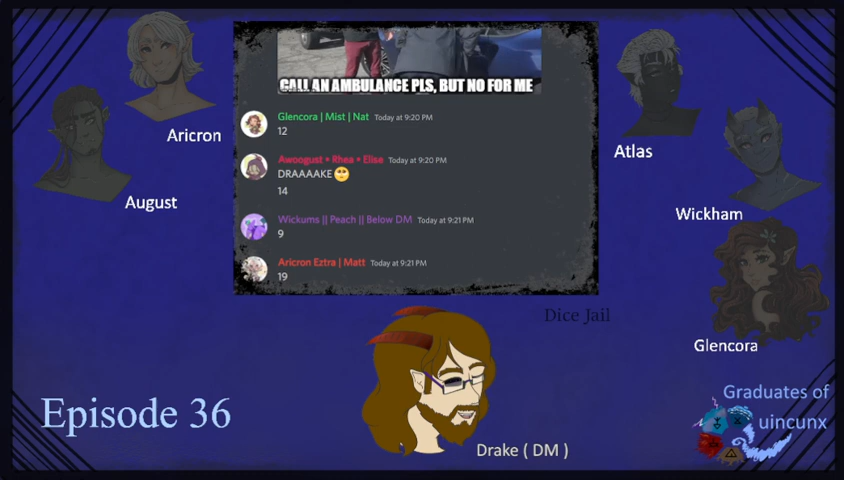 CALL AN AMBULANCE PLS, BUT NO FOR ME
Glencora | Mist | Nat Today at 9:20 PM
12
Awoogust • Rhea • Elise Today at 9:20 PM
DRAAAAKE 🥺
14
Wickums || Peach || Below DM Today at 9:21 PM
9
Aricron Eztra | Matt Today at 9:21 PM
19
Aricron
August
Atlas
Wickham
Glencora
Dice Jail
Episode 36
Drake ( DM )
Graduates of
uincunx